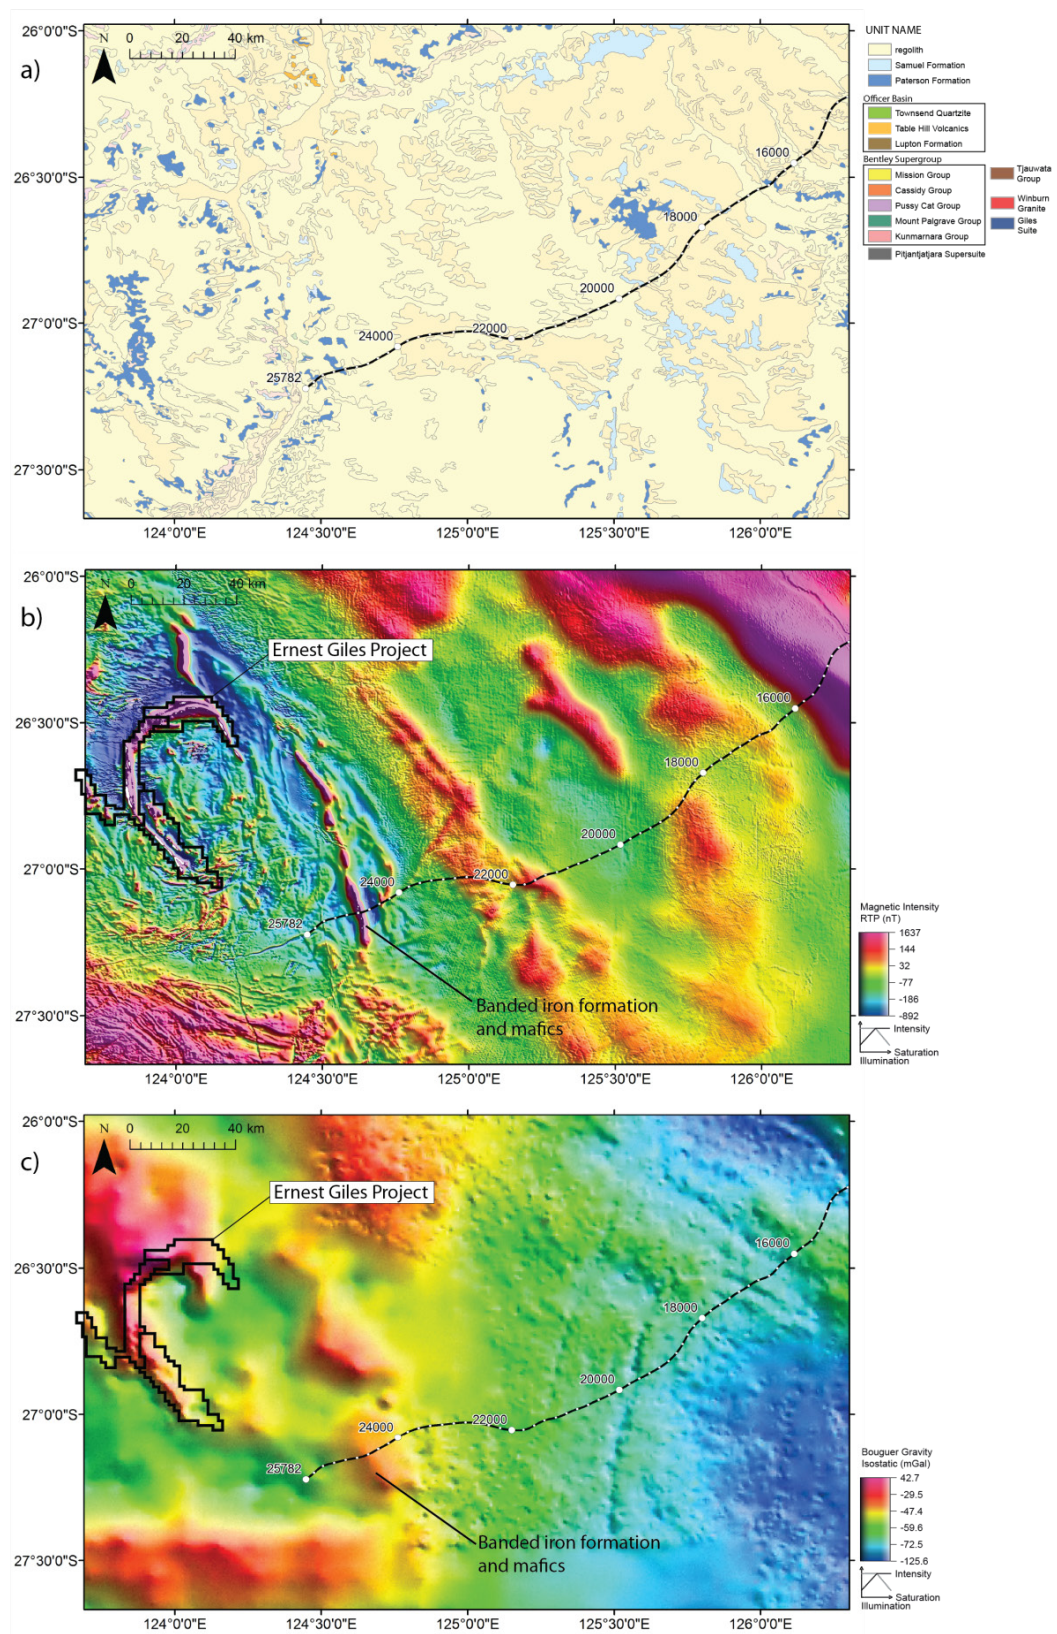 a)
N 0 20 40 km
26°0'0"S
26°30'0"S
27°0'0"S
27°30'0"S
124°0'0"E 124°30'0"E 125°0'0"E 125°30'0"E 126°0'0"E
16000
18000
20000
22000
24000
25782
UNIT NAME
regolith
Samuel Formation
Paterson Formation
Officer Basin
Townsend Quartzite
Table Hill Volcanics
Lupton Formation
Bentley Supergroup
Mission Group
Cassidy Group
Pussy Cat Group
Mount Palgrave Group
Kunmarnara Group
Pitjantjatjara Supersuite
Tjauwata
Group
Winburn
Granite
Giles
Suite
b)
N 0 20 40 km
26°0'0"S
26°30'0"S
27°0'0"S
27°30'0"S
124°0'0"E 124°30'0"E 125°0'0"E 125°30'0"E 126°0'0"E
Ernest Giles Project
16000
18000
20000
22000
24000
25782
Banded iron formation
and mafics
Magnetic Intensity
RTP (nT)
1637
144
32
-77
-186
-892
Intensity
Saturation
Illumination
c)
N 0 20 40 km
26°0'0"S
26°30'0"S
27°0'0"S
27°30'0"S
124°0'0"E 124°30'0"E 125°0'0"E 125°30'0"E 126°0'0"E
Ernest Giles Project
16000
18000
20000
22000
24000
25782
Banded iron formation
and mafics
Bouguer Gravity
Isostatic (mGal)
42.7
-29.5
-47.4
-59.6
-72.5
-125.6
Intensity
Saturation
Illumination